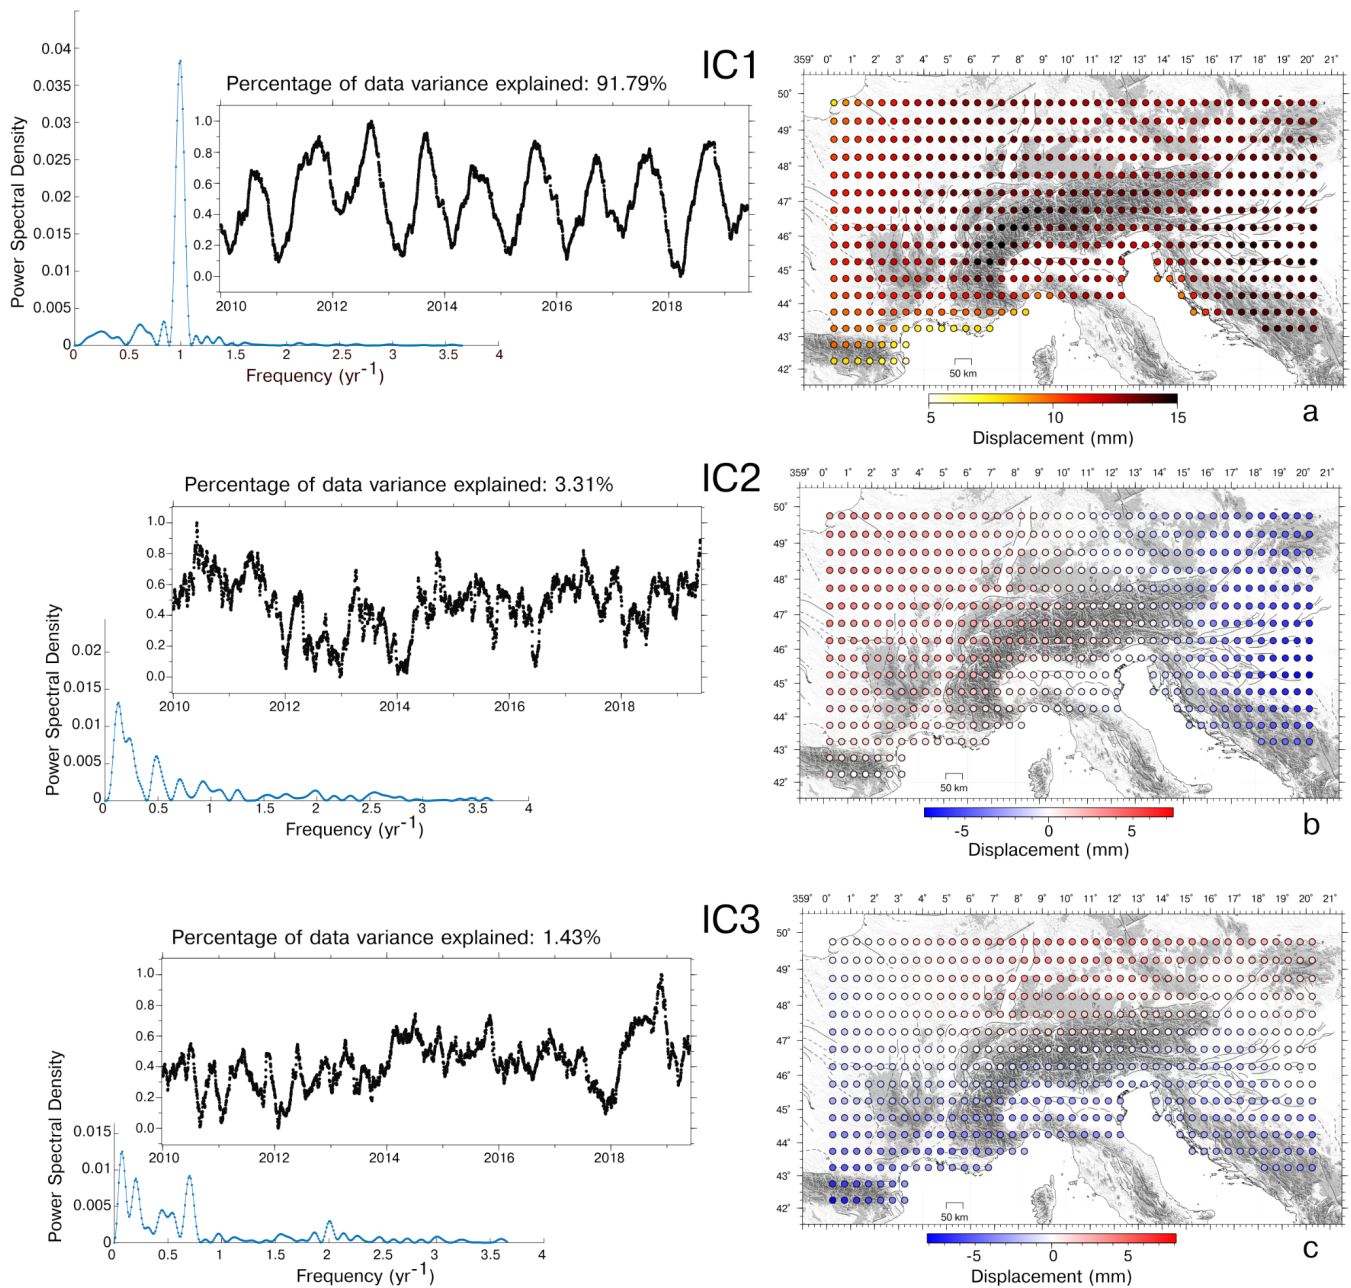 IC1
Percentage of data variance explained: 91.79%
Power Spectral Density
0.04
0.035
0.03
0.025
0.02
0.015
0.01
0.005
0
0 0.5 1 1.5 2 2.5 3 3.5 4
Frequency (yr-1)
1.0
0.8
0.6
0.4
0.2
0.0
2010 2012 2014 2016 2018
359° 0° 1° 2° 3° 4° 5° 6° 7° 8° 9° 10° 11° 12° 13° 14° 15° 16° 17° 18° 19° 20° 21°
50°
49°
48°
47°
46°
45°
44°
43°
42°
50 km
5 10 15
Displacement (mm)
a
IC2
Percentage of data variance explained: 3.31%
1.0
0.8
0.6
0.4
0.2
0.0
2010 2012 2014 2016 2018
Power Spectral Density
0.02
0.015
0.01
0.005
0
0 0.5 1 1.5 2 2.5 3 3.5 4
Frequency (yr-1)
359° 0° 1° 2° 3° 4° 5° 6° 7° 8° 9° 10° 11° 12° 13° 14° 15° 16° 17° 18° 19° 20° 21°
50°
49°
48°
47°
46°
45°
44°
43°
42°
50 km
-5 0 5
Displacement (mm)
b
IC3
Percentage of data variance explained: 1.43%
1.0
0.8
0.6
0.4
0.2
0.0
2010 2012 2014 2016 2018
Power Spectral Density
0.015
0.01
0.005
0
0 0.5 1 1.5 2 2.5 3 3.5 4
Frequency (yr-1)
359° 0° 1° 2° 3° 4° 5° 6° 7° 8° 9° 10° 11° 12° 13° 14° 15° 16° 17° 18° 19° 20° 21°
50°
49°
48°
47°
46°
45°
44°
43°
42°
50 km
-5 0 5
Displacement (mm)
c